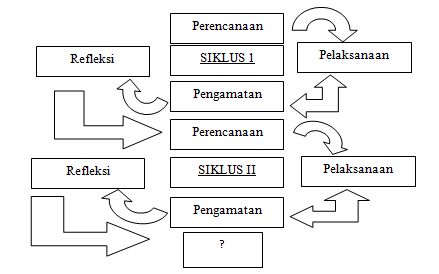 Perencanaan
Refleksi
SIKLUS 1
Pelaksanaan
Pengamatan
Perencanaan
Refleksi
SIKLUS II
Pelaksanaan
Pengamatan
?